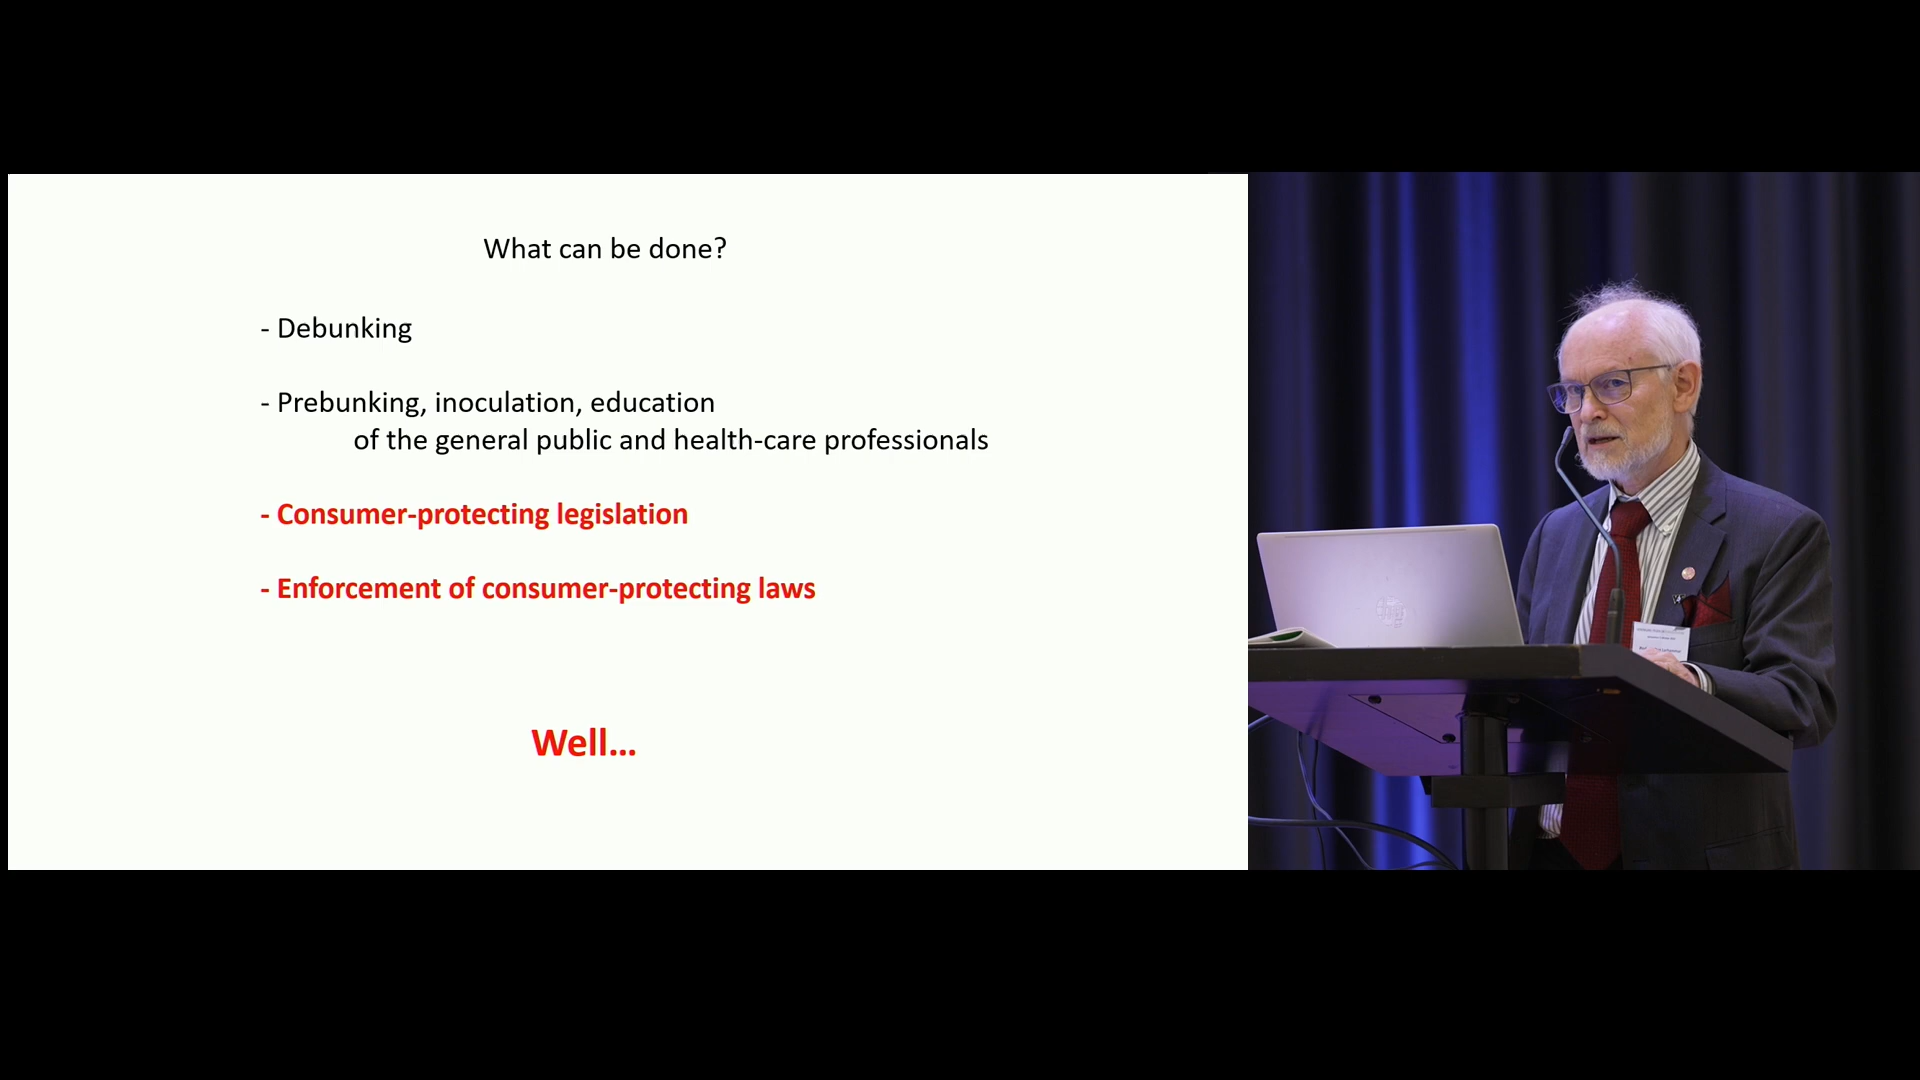 What can be done?
- Debunking
- Prebunking, inoculation, education
of the general public and health-care professionals
- Consumer-protecting legislation
- Enforcement of consumer-protecting laws
Well...
hp